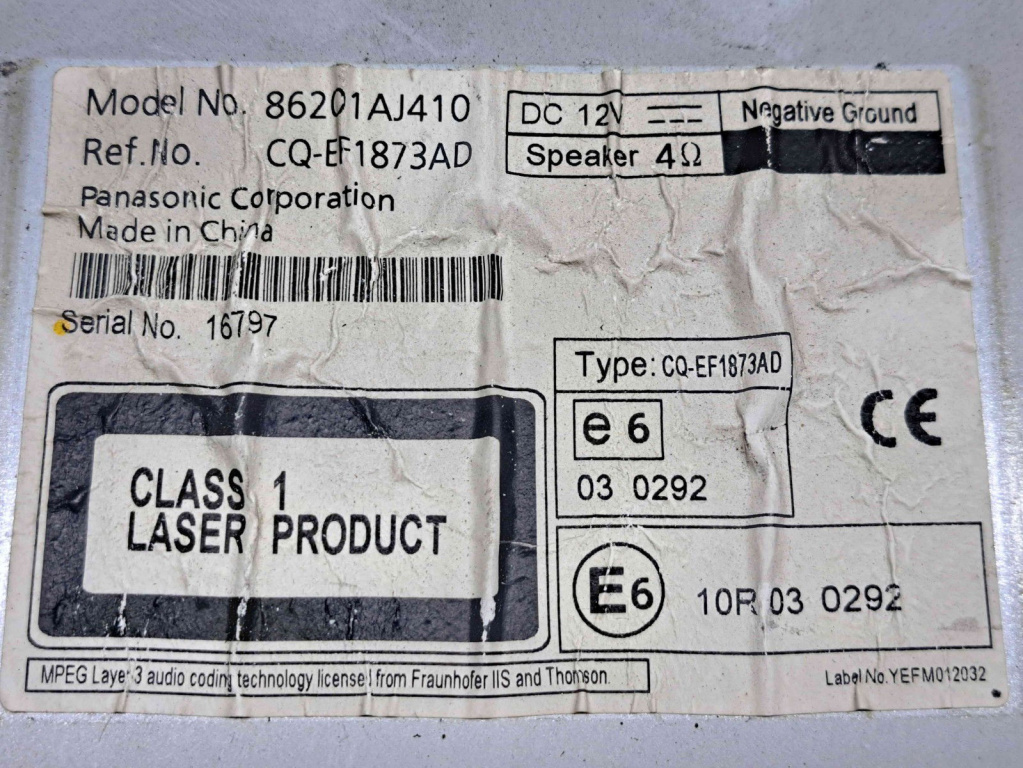 Model No. 86201AJ410
Ref.No. CQ-EF1873AD
Panasonic Corporation
Made in China
Serial No. 16797
DC 12V ⎓ Negative Ground
Speaker 4Ω
Type: CQ-EF1873AD
e 6
03 0292
CE
CLASS 1
LASER PRODUCT
E6 10R 03 0292
MPEG Layer 3 audio coding technology licensed from Fraunhofer IIS and Thomson.
Label No.YEFM012032